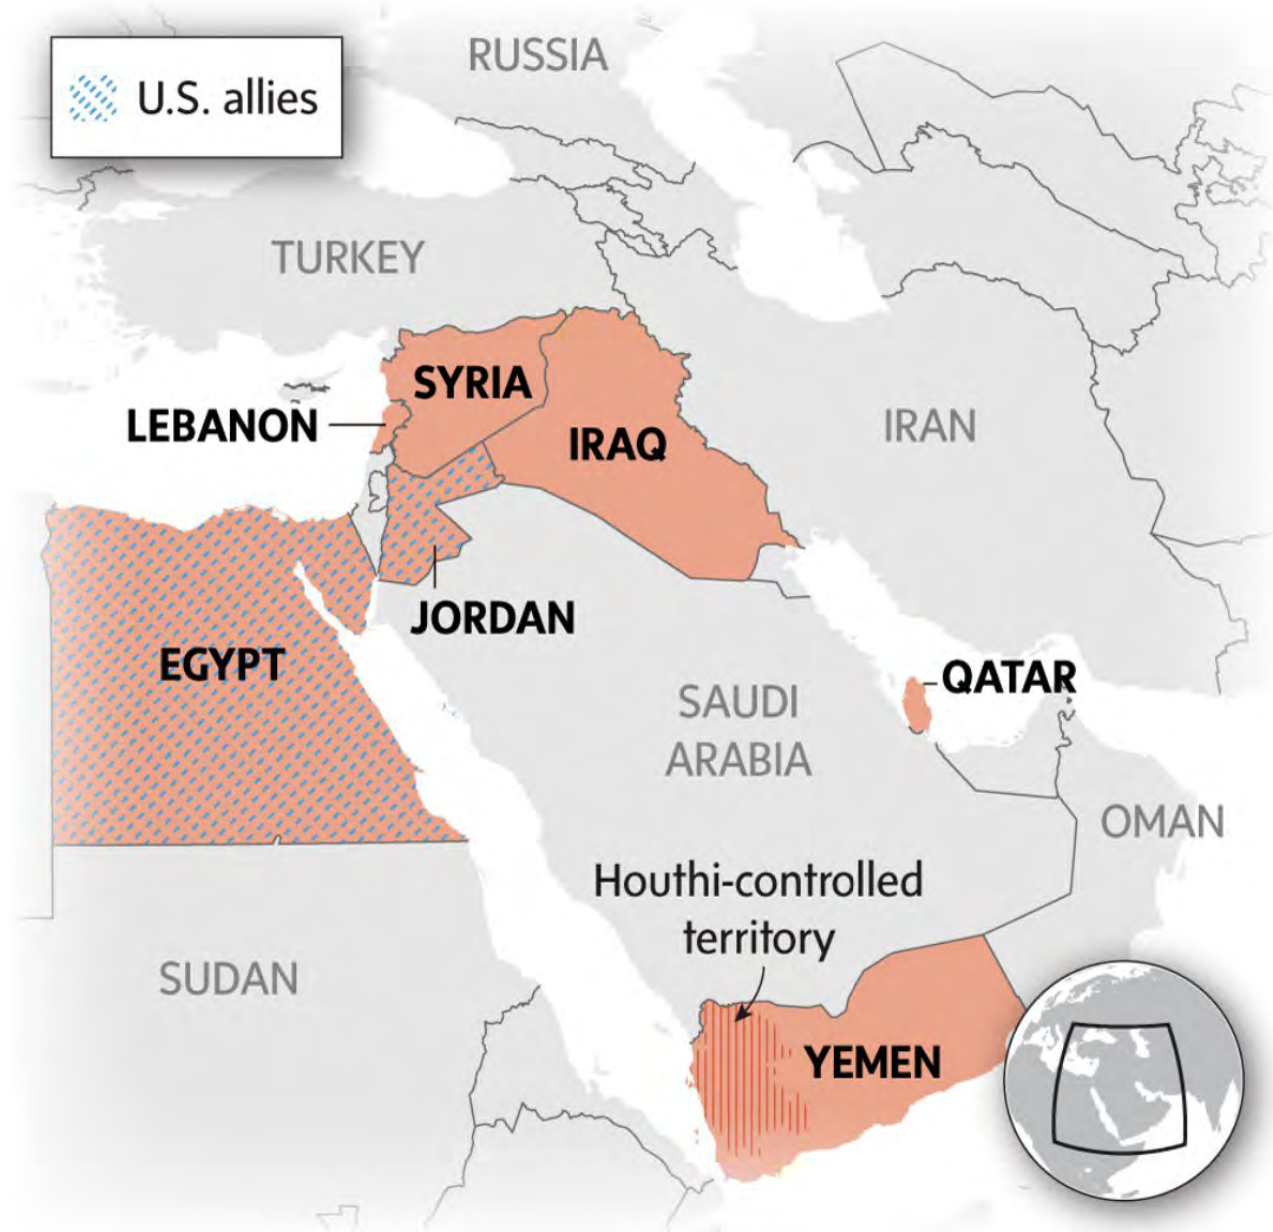 RUSSIA
U.S. allies
TURKEY
SYRIA
LEBANON
IRAQ
IRAN
JORDAN
EGYPT
QATAR
SAUDI
ARABIA
OMAN
Houthi-controlled
territory
SUDAN
YEMEN